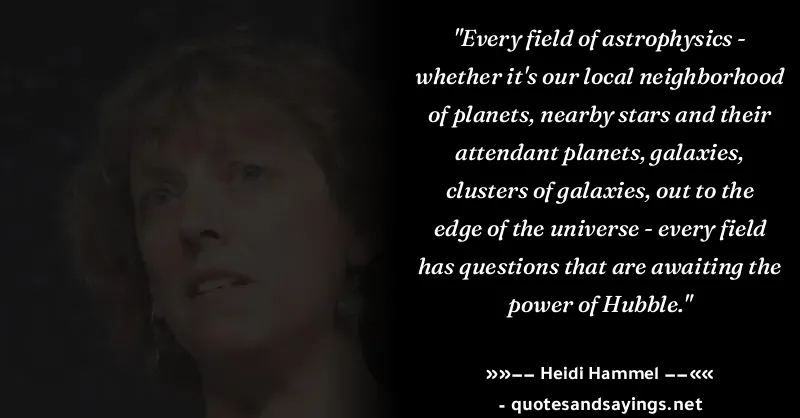 "Every field of astrophysics -
whether it's our local neighborhood
of planets, nearby stars and their
attendant planets, galaxies,
clusters of galaxies, out to the
edge of the universe - every field
has questions that are awaiting the
power of Hubble."
»»−− Heidi Hammel −−««
- quotesandsayings.net